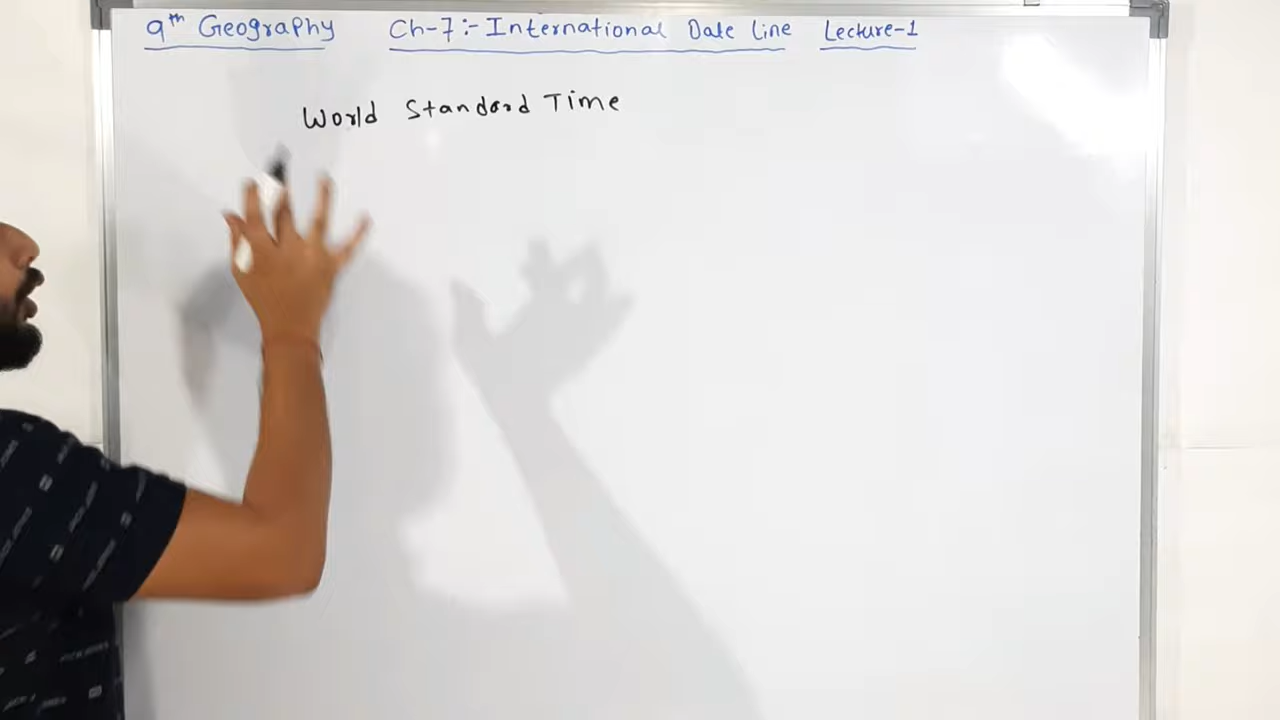 9th Geography Ch-7:- International Date Line Lecture-1
World Standard Time